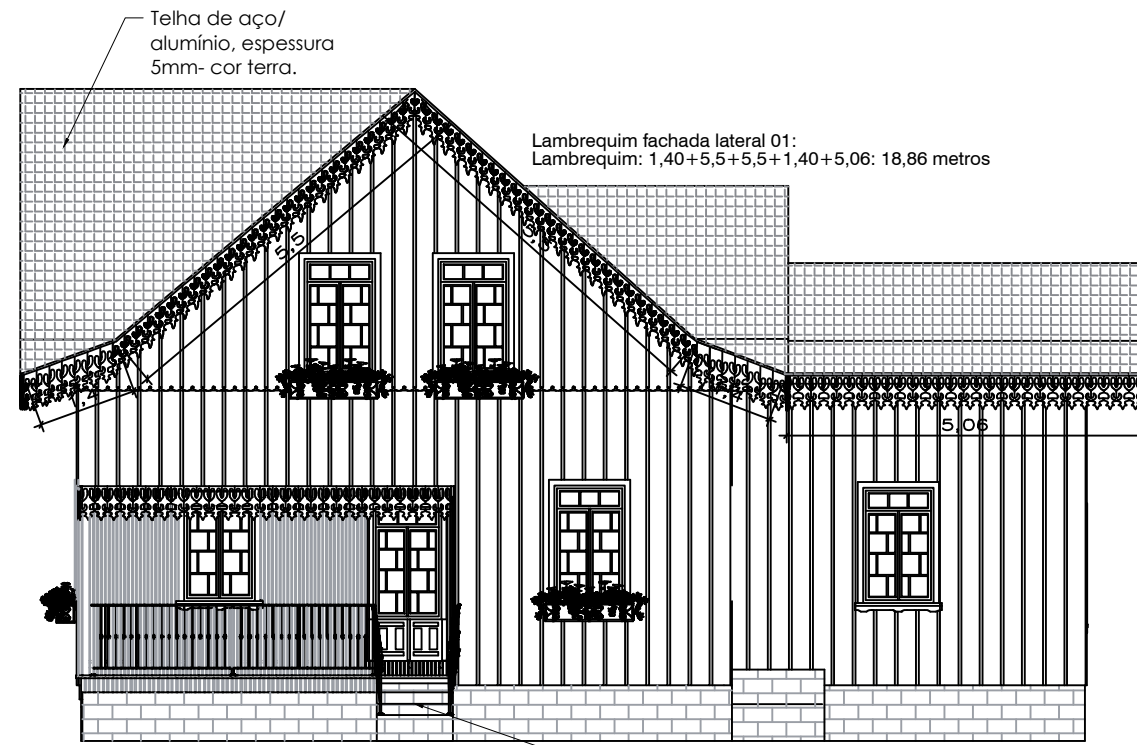 Telha de aço/
alumínio, espessura
5mm- cor terra.
Lambrequim fachada lateral 01:
Lambrequim: 1,40+5,5+5,5+1,40+5,06: 18,86 metros
5,5
5,06